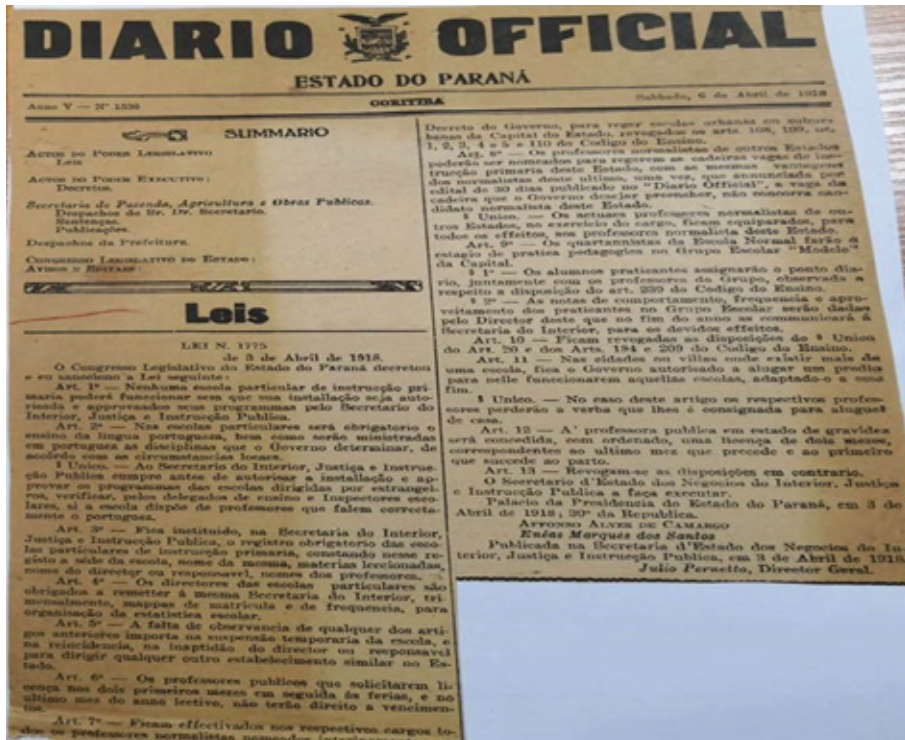 DIARIO OFFICIAL
ESTADO DO PARANÁ
Anno V — Nº 1539
CORITYBA
Sabbado, 6 de Abril de 1918
SUMMARIO
ACTOS DO PODER LEGISLATIVO
Leis
ACTOS DO PODER EXECUTIVO:
Decretos.
Secretaria de Fazenda, Agricultura e Obras Publicas.
Despachos do Sr. Dr. Secretario.
Sentenças.
Publicações.
Despachos da Prefeitura.
CONGRESSO LEGISLATIVO DO ESTADO:
AVISOS E EDITAES:
Leis
LEI N. 1775
de 3 de Abril de 1918.
O Congresso Legislativo do Estado do Paraná decretou
e eu sancciono a Lei seguinte:
Art. 1º — Nenhuma escola particular de instrucção pri-
maria poderá funccionar sem que sua installação seja auto-
risada e approvados seus programmas pelo Secretario do
Interior, Justiça e Instrucção Publica.
Art. 2º — Nas escolas particulares será obrigatorio o
ensino da lingua portugueza, bem como serão ministradas
em portuguez as disciplinas que o Governo determinar, de
accôrdo com as circumstancias locaes.
§ Unico. — Ao Secretario do Interior, Justiça e Instruc-
ção Publica cumpre antes de autorisar a installação e ap-
provar os programmas das escolas dirigidas por estrangei-
ros, verificar, pelos delegados de ensino e Inspectores esco-
lares, si a escola dispõe de professores que falem correcta-
mente o portuguez.
Art. 3º — Fica instituido, na Secretaria do Interior,
Justiça e Instrucção Publica, o registro obrigatorio das esco-
las particulares de instrucção primaria, constando nesse re-
gisto a séde da escola, nome da mesma, materias leccionadas,
nome do director ou responsavel, nomes dos professores.
Art. 4º — Os directores das escolas particulares são
obrigados a remetter á mesma Secretaria do Interior, tri-
mensalmente, mappas de matricula e de frequencia, para
organisação da estatistica escolar.
Art. 5º — A falta de observancia de qualquer dos arti-
gos anteriores importa na suspensão temporaria da escola, e
na reincidencia, na inaptidão do director ou responsavel
para dirigir qualquer outro estabelecimento similar no Es-
tado.
Art. 6º — Os professores publicos que solicitarem li-
cença nos dois primeiros mezes em seguida ás ferias, e no
ultimo mez do anno lectivo, não terão direito a vencimen-
tos.
Art. 7º — Ficam effectivados nos respectivos cargos to-
dos os professores normalistas nomeados
Decreto do Governo, para reger escolas urbanas ou subur-
banas da Capital do Estado, revogados os arts. 108, 109, ns.
1, 2, 3, 4 e 5 e 110 do Codigo do Ensino.
Art. 8º — Os professores normalistas de outros Estados
poderão ser nomeados para regerem as cadeiras vagas de ins-
trucção primaria deste Estado, com as mesmas vantagens
dos normalistas deste ultimo, uma vez, que annunciada por
edital de 30 dias publicado no "Diario Official", a vaga da
cadeira que o Governo desejar preencher, não concorra can-
didato normalista deste Estado.
§ Unico. — Os actuaes professores normalistas de ou-
tros Estados, no exercicio do cargo, ficam equiparados, para
todos os effeitos, aos professores normalista deste Estado.
Art. 9º — Os quartannistas da Escola Normal farão o
estagio de pratica pedagogica no Grupo Escolar "Modelo"
da Capital.
§ 1º — Os alumnos praticantes assignarão o ponto dia-
rio, juntamente com os professores do Grupo, observada a
respeito a disposição do art. 239 do Codigo do Ensino.
§ 2º — As notas de comportamento, frequencia e apro-
veitamento dos praticantes no Grupo Escolar serão dadas
pelo Director deste que no fim do anno as communicará á
Secretaria do Interior, para os devidos effeitos.
Art. 10 — Ficam revogadas as disposições do § Unico
do Art. 20 e dos Arts. 194 e 209 do Codigo do Ensino.
Art. 11 — Nas cidades ou villas onde existir mais de
uma escola, fica o Governo autorisado a alugar um predio
para nelle funccionarem aquellas escolas, adaptado-o a esse
fim.
§ Unico. — No caso deste artigo os respectivos profes-
sores perderão a verba que lhes é consignada para aluguel
de casa.
Art. 12 — A' professora publica em estado de gravidez
será concedida, com ordenado, uma licença de dois mezes,
correspondentes ao ultimo mez que precede e ao primeiro
que succede ao parto.
Art. 13 — Revogam-se as disposições em contrario.
O Secretario d'Estado dos Negocios do Interior, Justiça
e Instrucção Publica a faça executar.
Palacio da Presidencia do Estado do Paraná, em 3 de
Abril de 1918; 30º da Republica.
AFFONSO ALVES DE CAMARGO
Enéas Marques dos Santos
Publicada na Secretaria d'Estado dos Negocios do In-
terior, Justiça e Instrucção Publica, em 3 de Abril de 1918.
Julio Pernetta, Director Geral.